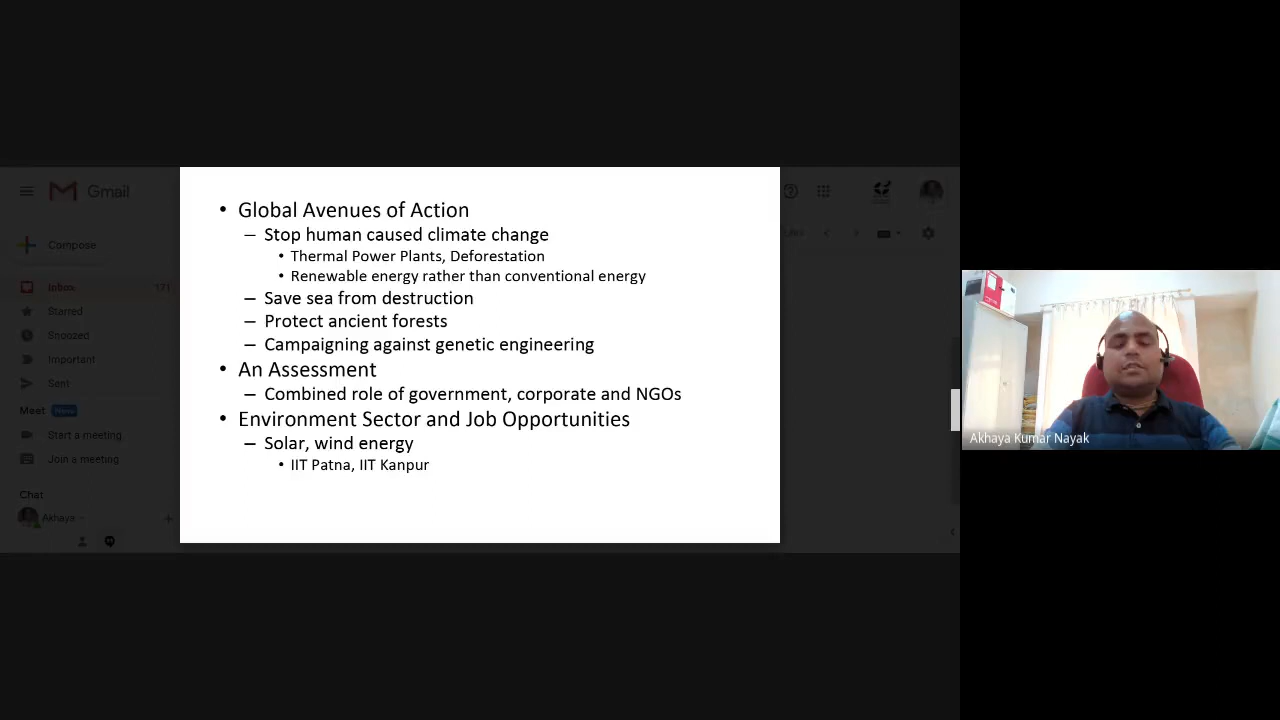 Gmail
Compose
Inbox 171
Starred
Snoozed
Important
Sent
Meet New
Start a meeting
Join a meeting
Chat
Akhaya
• Global Avenues of Action
– Stop human caused climate change
• Thermal Power Plants, Deforestation
• Renewable energy rather than conventional energy
– Save sea from destruction
– Protect ancient forests
– Campaigning against genetic engineering
• An Assessment
– Combined role of government, corporate and NGOs
• Environment Sector and Job Opportunities
– Solar, wind energy
• IIT Patna, IIT Kanpur
Akhaya Kumar Nayak